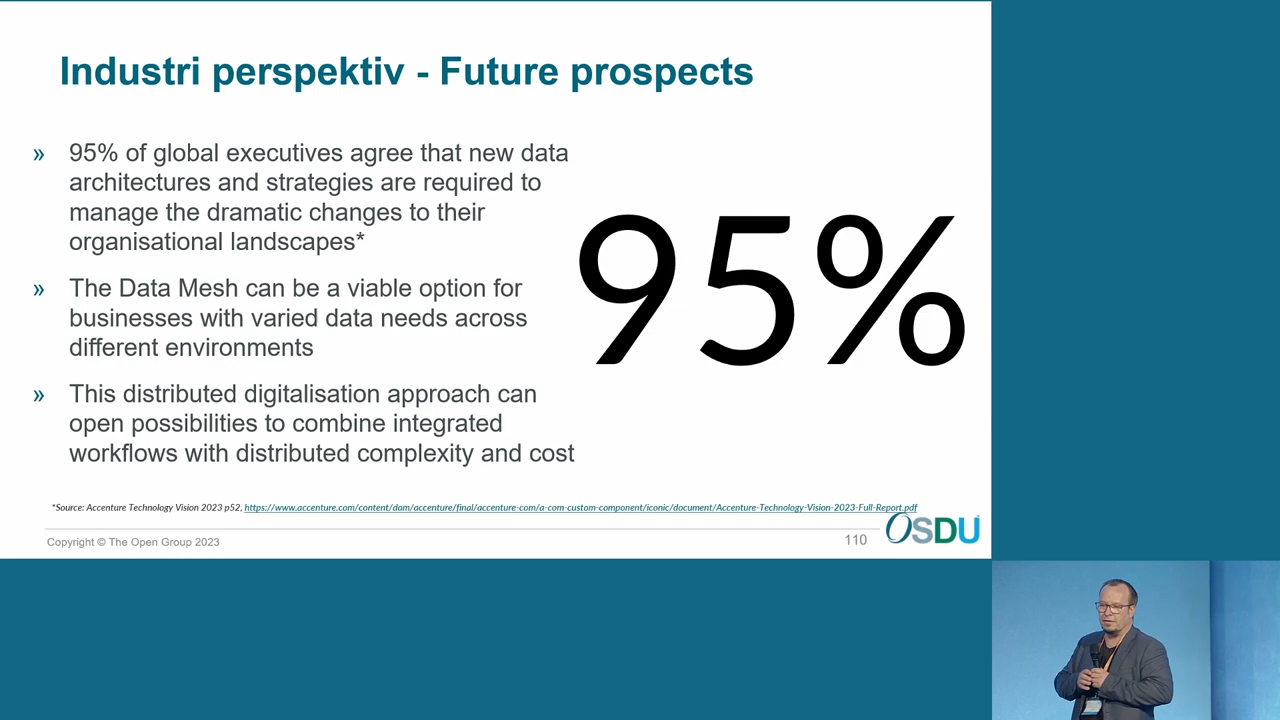 Industri perspektiv - Future prospects
» 95% of global executives agree that new data
architectures and strategies are required to
manage the dramatic changes to their
organisational landscapes*
» The Data Mesh can be a viable option for
businesses with varied data needs across
different environments
» This distributed digitalisation approach can
open possibilities to combine integrated
workflows with distributed complexity and cost
95%
*Source: Accenture Technology Vision 2023 p52, https://www.accenture.com/content/dam/accenture/final/accenture-com/a-com-custom-component/iconic/document/Accenture-Technology-Vision-2023-Full-Report.pdf
Copyright © The Open Group 2023
110
OSDU